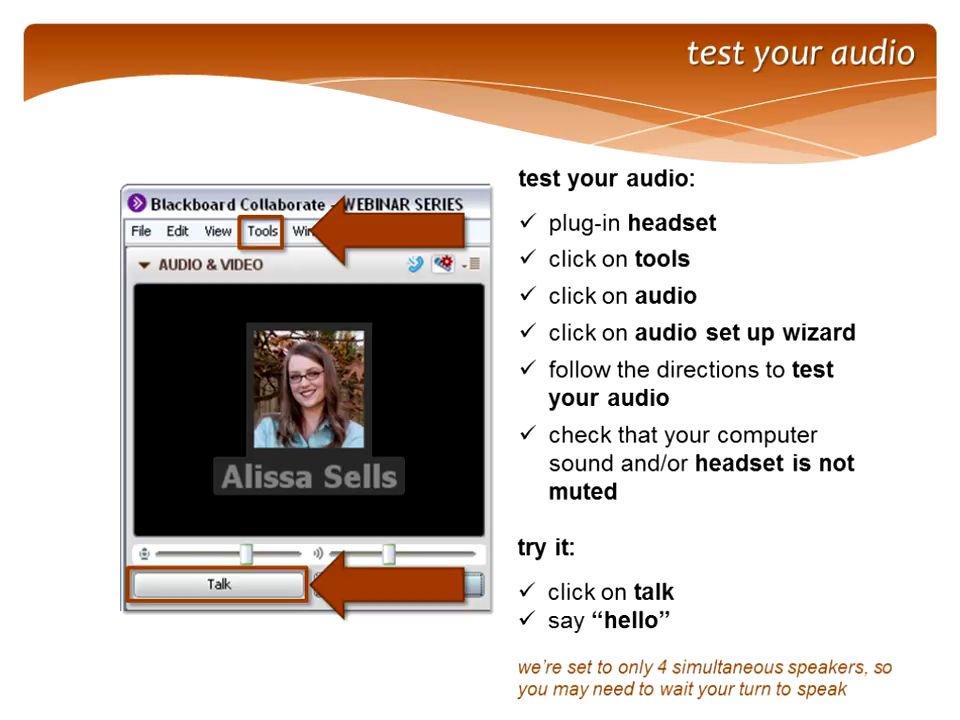 test your audio
Blackboard Collaborate - WEBINAR SERIES
File Edit View Tools
AUDIO & VIDEO
Alissa Sells
Talk
test your audio:
✓ plug-in headset
✓ click on tools
✓ click on audio
✓ click on audio set up wizard
✓ follow the directions to test
your audio
✓ check that your computer
sound and/or headset is not
muted
try it:
✓ click on talk
✓ say “hello”
we’re set to only 4 simultaneous speakers, so
you may need to wait your turn to speak